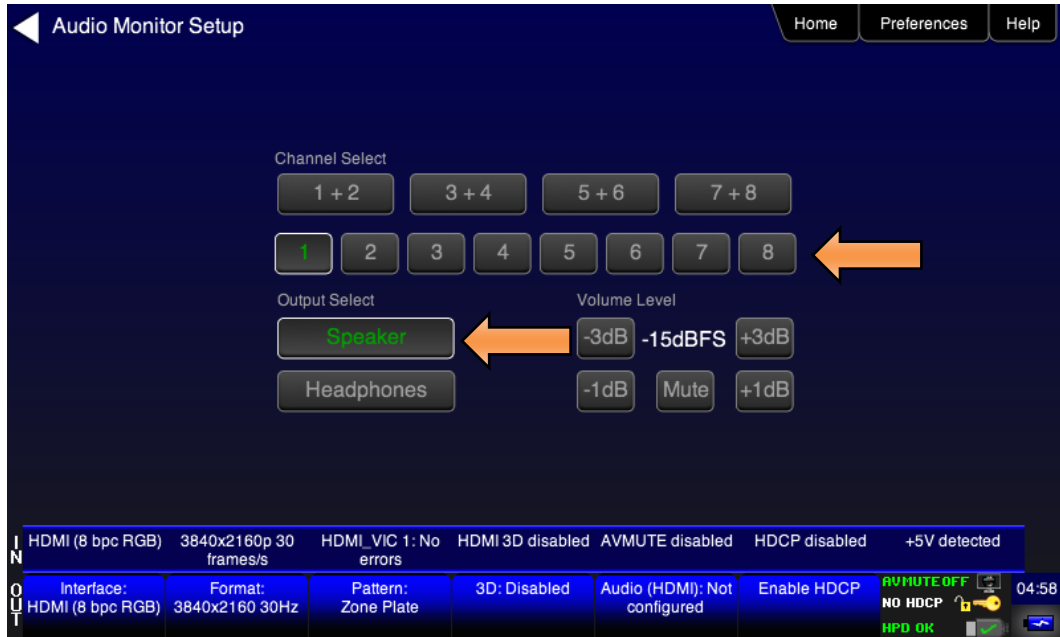 Audio Monitor Setup
Home Preferences Help
Channel Select
1 + 2 3 + 4 5 + 6 7 + 8
1 2 3 4 5 6 7 8
Output Select Volume Level
Speaker -3dB -15dBFS +3dB
Headphones -1dB Mute +1dB
IN
HDMI (8 bpc RGB) 3840x2160p 30 HDMI_VIC 1: No HDMI 3D disabled AVMUTE disabled HDCP disabled +5V detected
frames/s errors
OUT
Interface: Format: Pattern: 3D: Disabled Audio (HDMI): Not Enable HDCP AVMUTEOFF 04:58
HDMI (8 bpc RGB) 3840x2160 30Hz Zone Plate configured NO HDCP
HPD OK